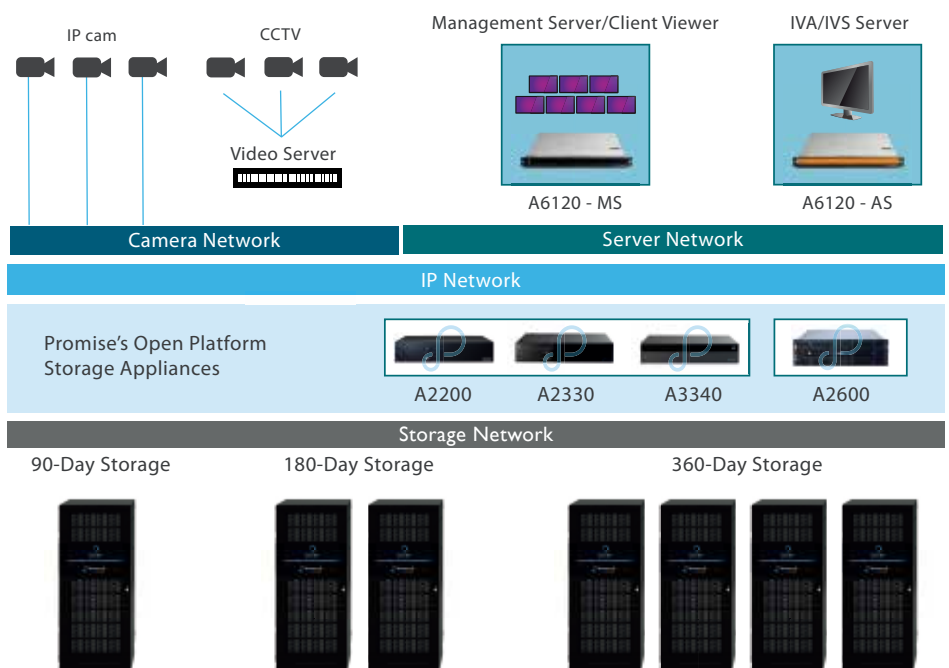 IP cam
CCTV
Management Server/Client Viewer
IVA/IVS Server
Video Server
A6120 - MS
A6120 - AS
Camera Network
Server Network
IP Network
Promise's Open Platform
Storage Appliances
A2200
A2330
A3340
A2600
Storage Network
90-Day Storage
180-Day Storage
360-Day Storage